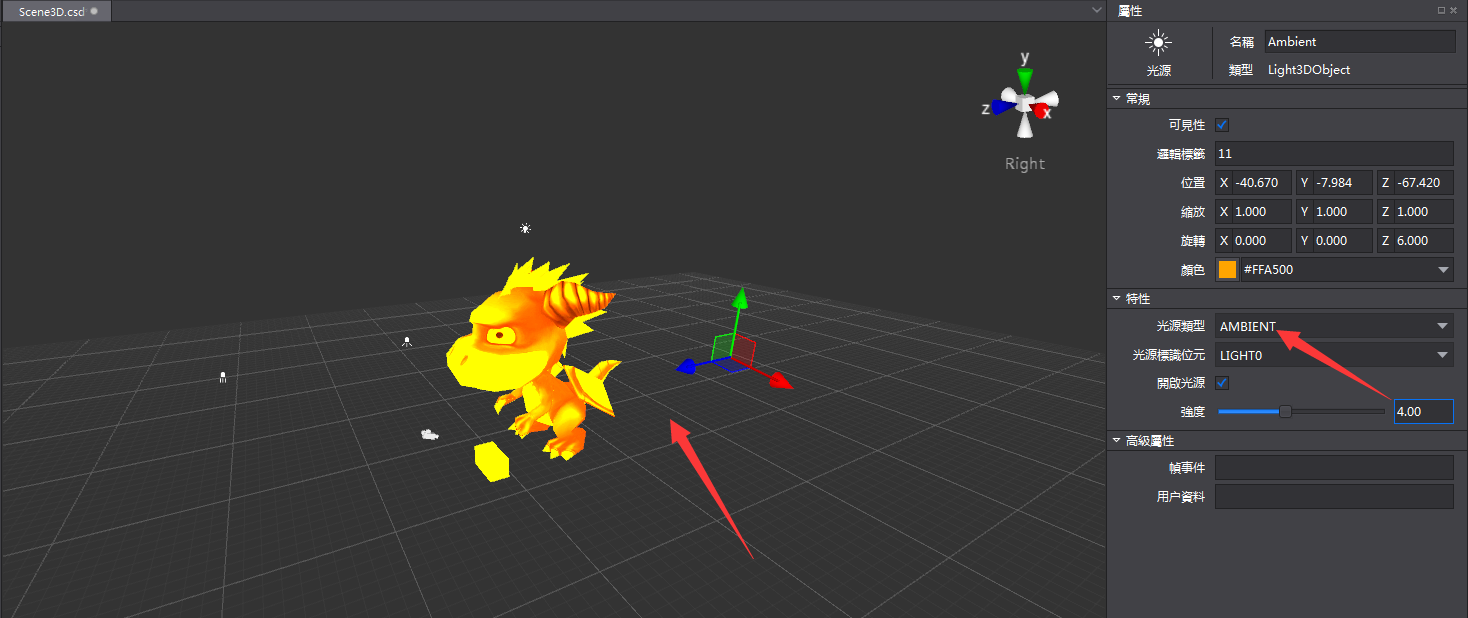 Scene3D.csd
y
z
x
Right
屬性
光源
名稱 Ambient
類型 Light3DObject
常規
可見性
邏輯標籤 11
位置 X -40.670 Y -7.984 Z -67.420
縮放 X 1.000 Y 1.000 Z 1.000
旋轉 X 0.000 Y 0.000 Z 6.000
顏色 #FFA500
特性
光源類型 AMBIENT
光源標識位元 LIGHT0
開啟光源
強度 4.00
高級屬性
幀事件
用户資料